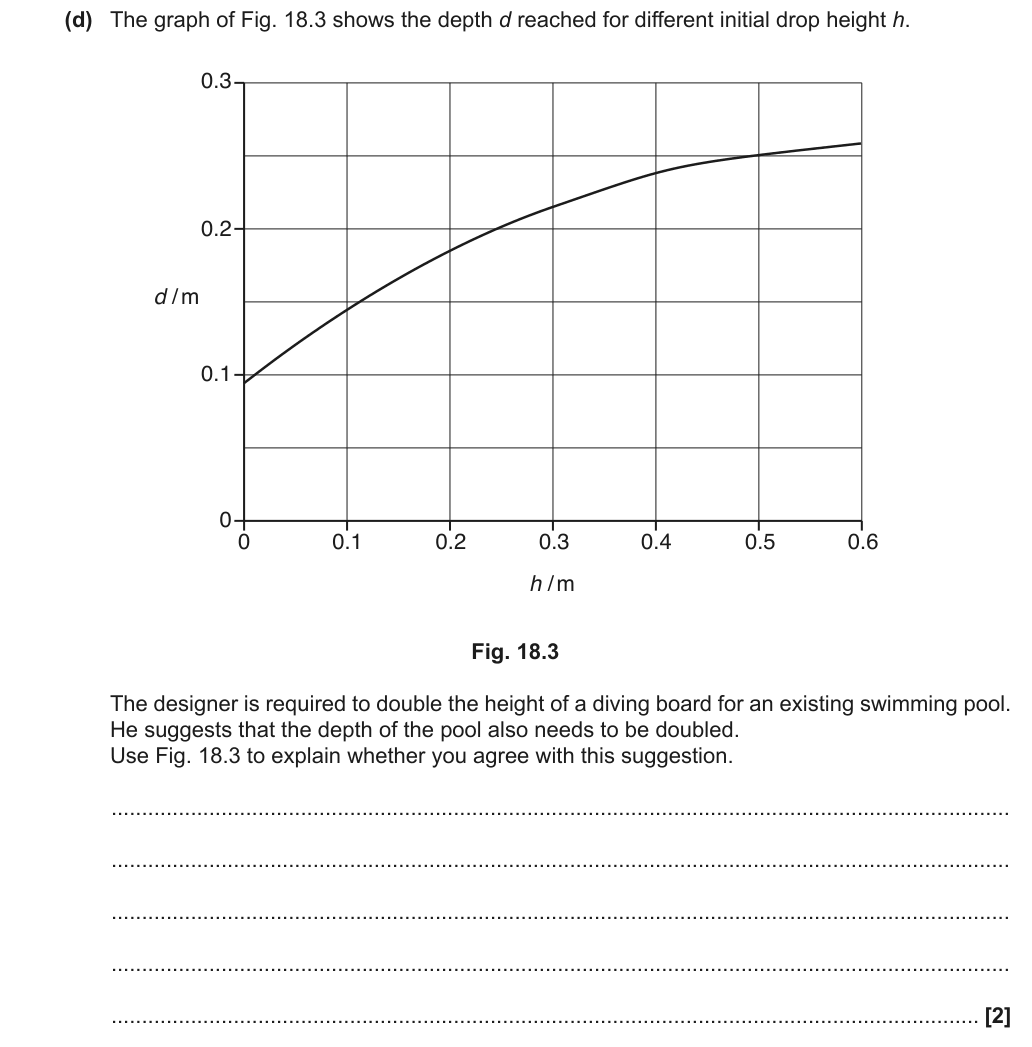 (d) The graph of Fig. 18.3 shows the depth d reached for different initial drop height h.
0.3
0.2
d / m
0.1
0
0 0.1 0.2 0.3 0.4 0.5 0.6
h / m
Fig. 18.3
The designer is required to double the height of a diving board for an existing swimming pool.
He suggests that the depth of the pool also needs to be doubled.
Use Fig. 18.3 to explain whether you agree with this suggestion.
[2]